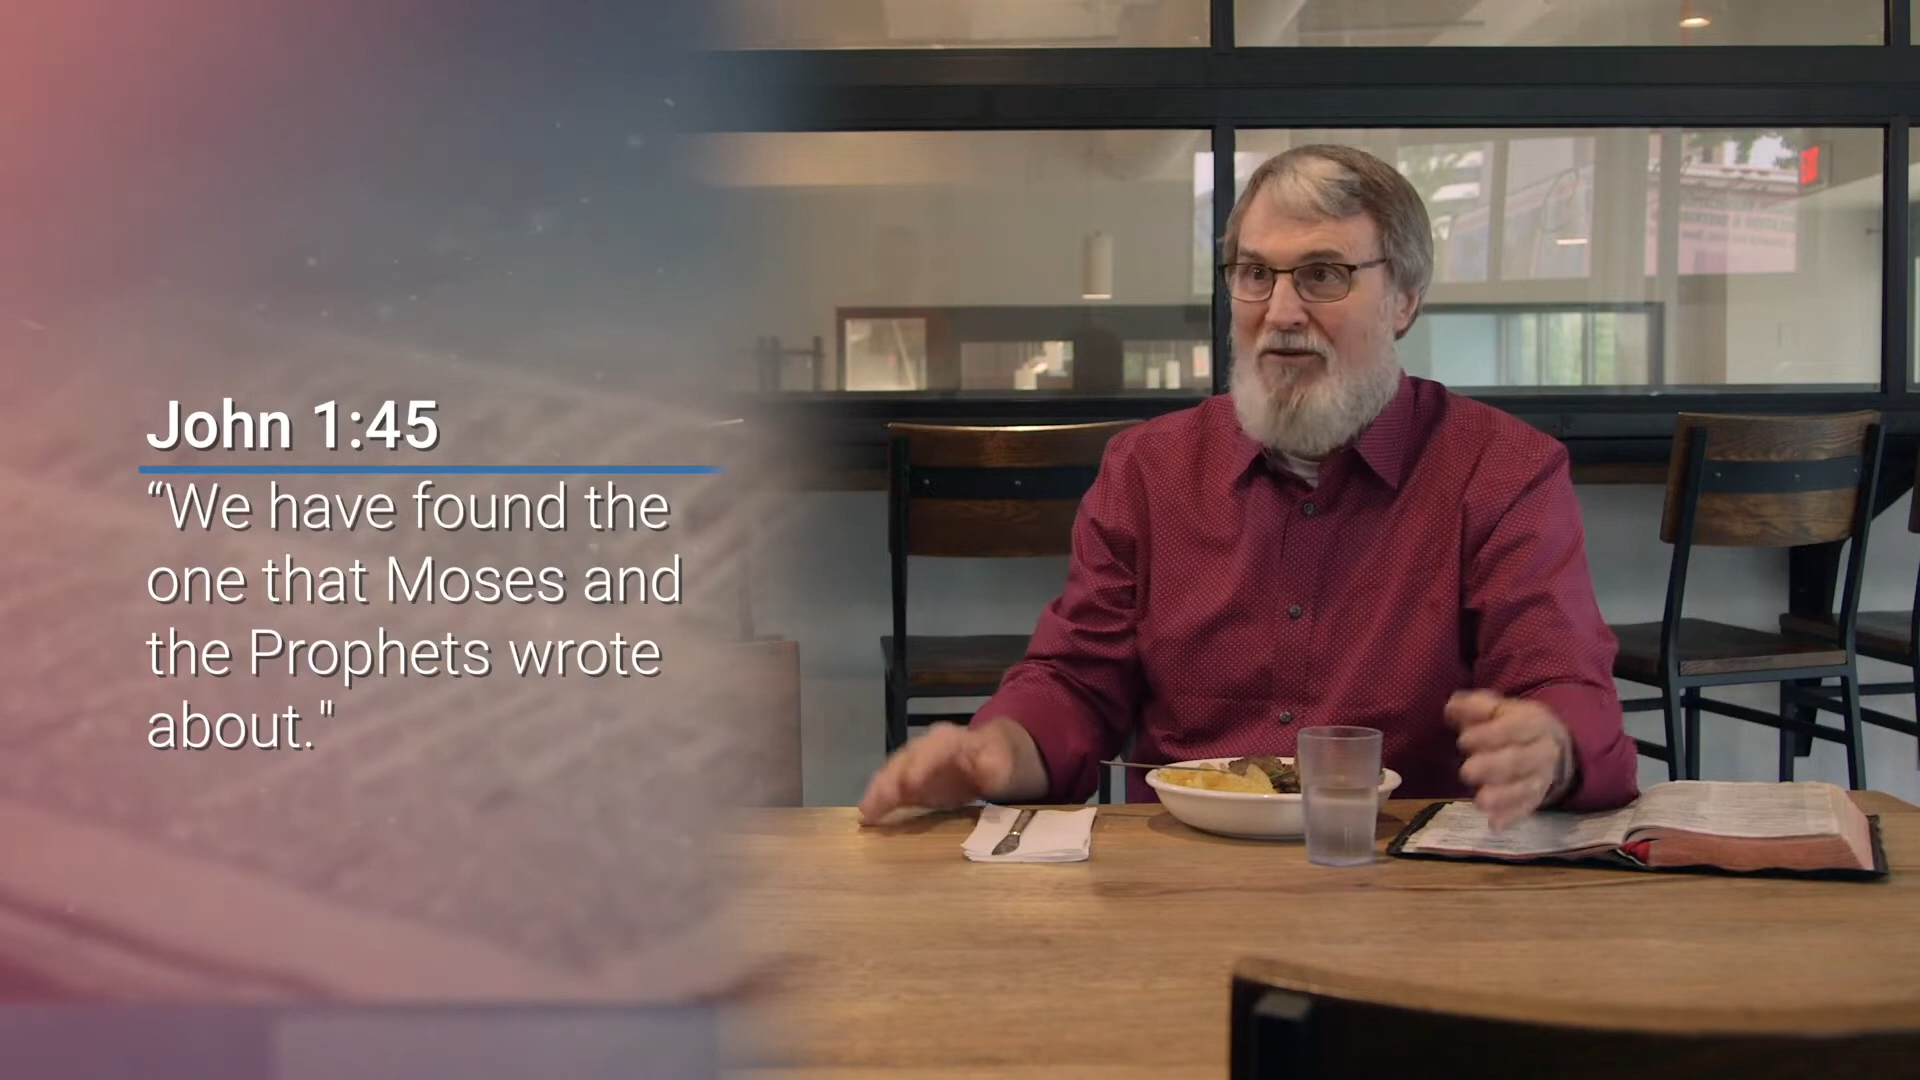 John 1:45
“We have found the
one that Moses and
the Prophets wrote
about."